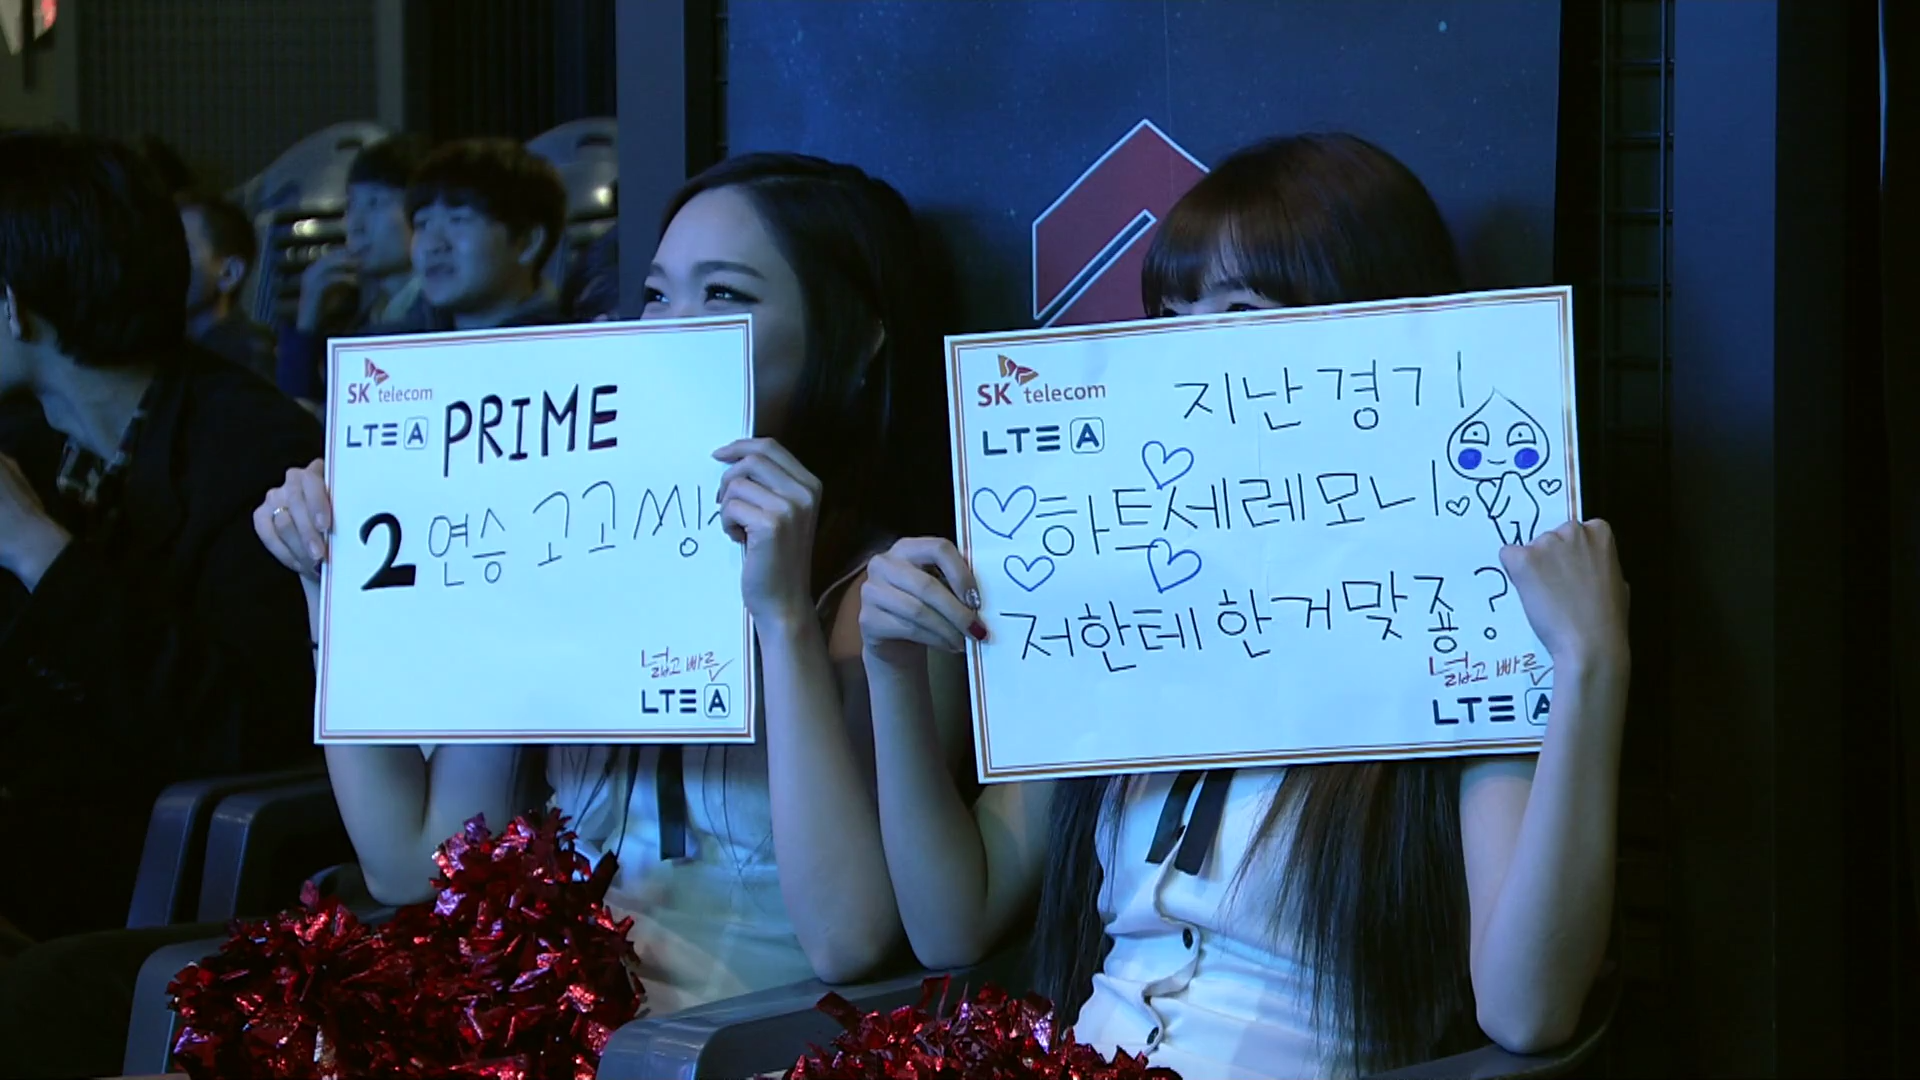 SK telecom
LTE A
PRIME
2연승 고고씽~
넓고 빠른
LTE A
SK telecom
LTE A
지난 경기
하트세레모니
저한테 한거 맞죵?
넓고 빠른
LTE A